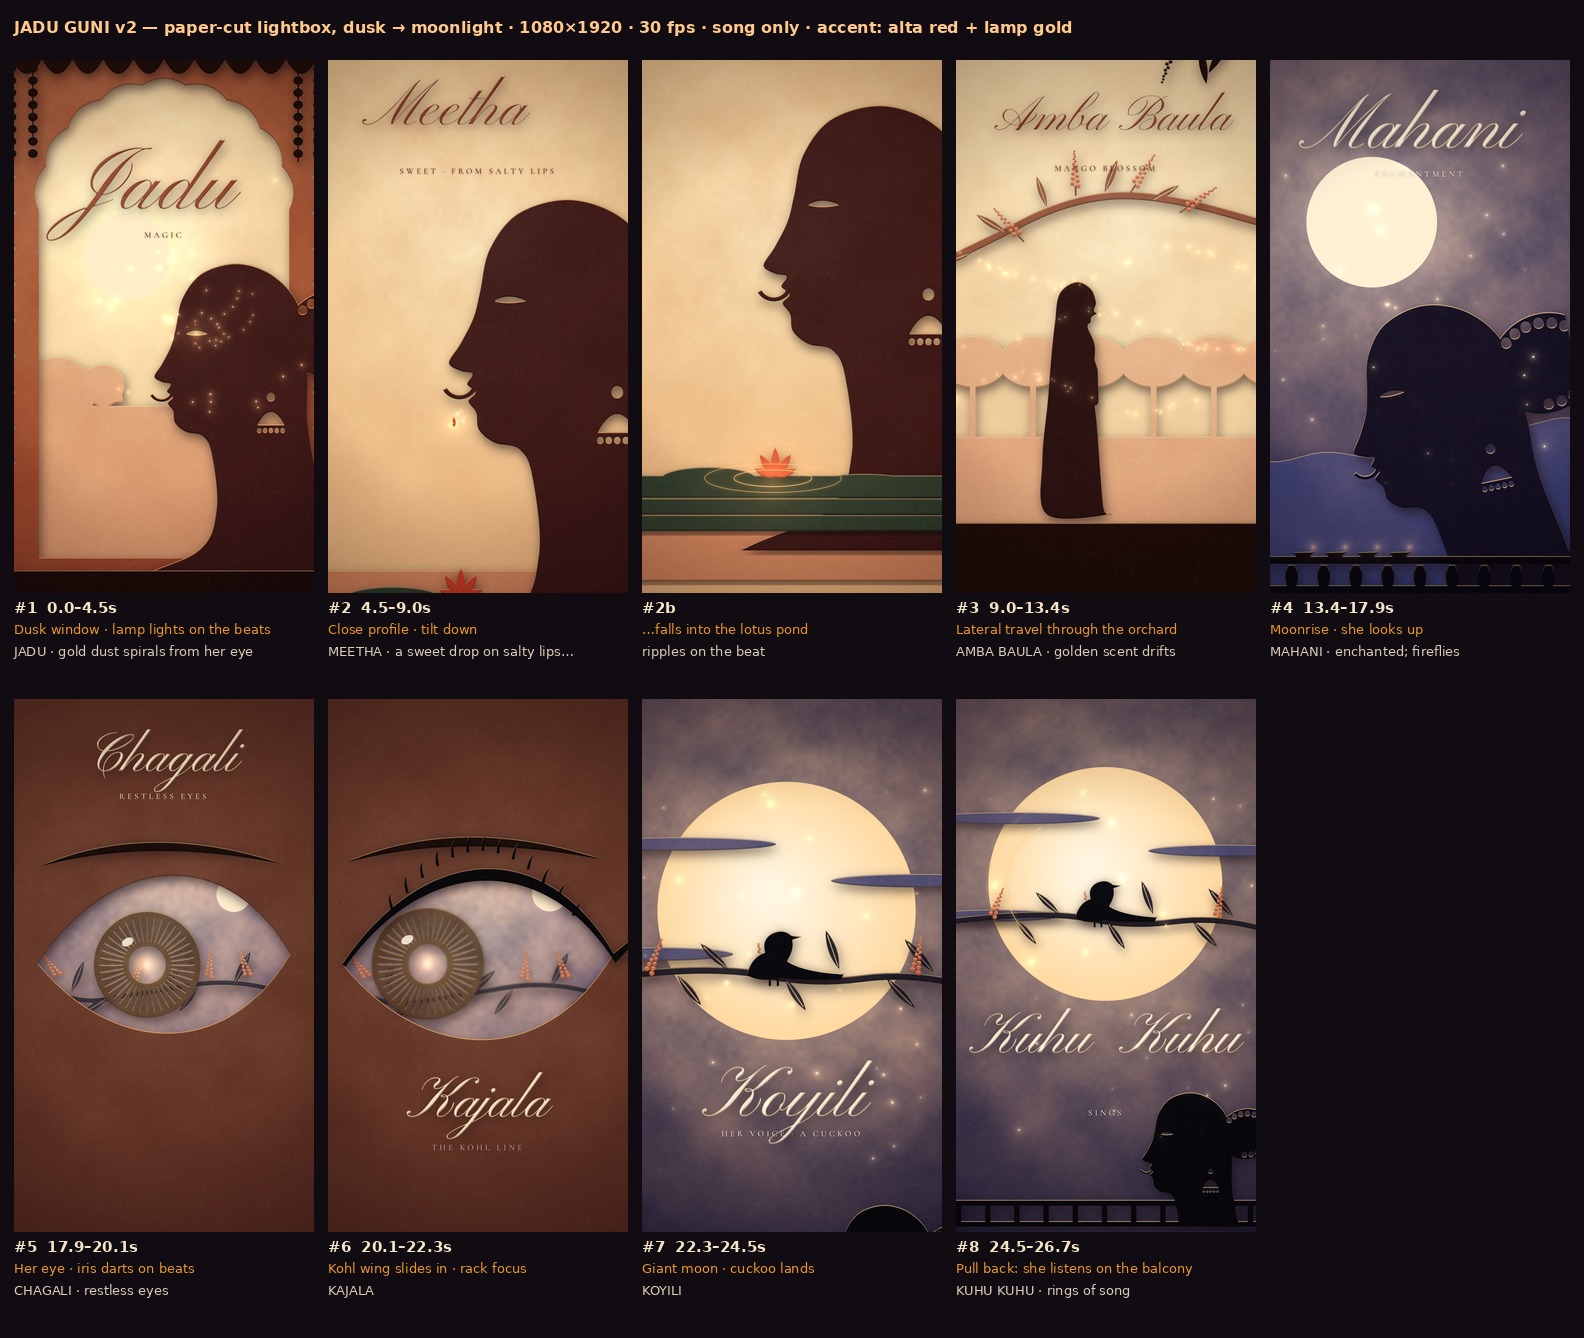 JADU GUNI v2 — paper-cut lightbox, dusk → moonlight · 1080×1920 · 30 fps · song only · accent: alta red + lamp gold
Jadu
MAGIC
#1 0.0–4.5s
Dusk window · lamp lights on the beats
JADU · gold dust spirals from her eye
Meetha
SWEET · FROM SALTY LIPS
#2 4.5–9.0s
Close profile · tilt down
MEETHA · a sweet drop on salty lips...
#2b
...falls into the lotus pond
ripples on the beat
Amba Baula
MANGO BLOSSOM
#3 9.0–13.4s
Lateral travel through the orchard
AMBA BAULA · golden scent drifts
Mahani
ENCHANTMENT
#4 13.4–17.9s
Moonrise · she looks up
MAHANI · enchanted; fireflies
Chagali
RESTLESS EYES
#5 17.9–20.1s
Her eye · iris darts on beats
CHAGALI · restless eyes
Kajala
THE KOHL LINE
#6 20.1–22.3s
Kohl wing slides in · rack focus
KAJALA
Koyili
HER VOICE · A CUCKOO
#7 22.3–24.5s
Giant moon · cuckoo lands
KOYILI
Kuhu Kuhu
SINGS
#8 24.5–26.7s
Pull back: she listens on the balcony
KUHU KUHU · rings of song